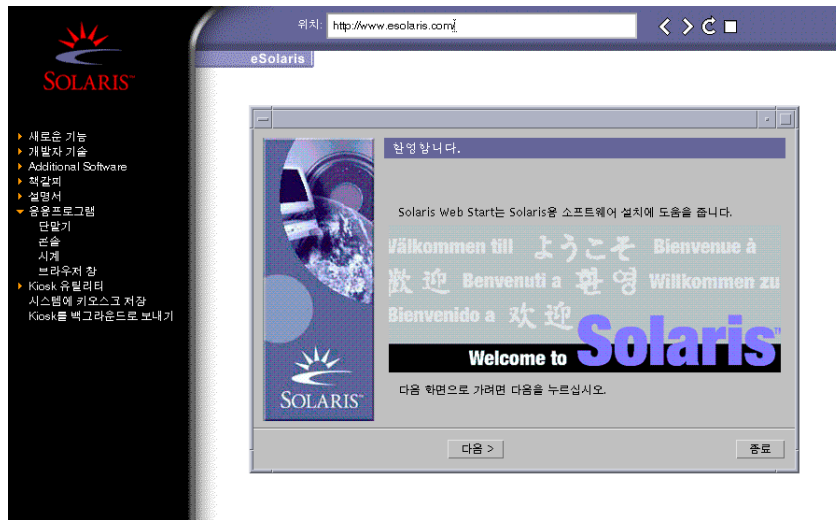 위치: http://www.esolaris.com/
eSolaris
SOLARIS™
새로운 기능
개발자 기술
Additional Software
책갈피
설명서
응용프로그램
단말기
콘솔
시계
브라우저 창
Kiosk 유틸리티
시스템에 키오스크 저장
Kiosk를 백그라운드로 보내기
환영합니다.
Solaris Web Start는 Solaris용 소프트웨어 설치에 도움을 줍니다.
Välkommen till ようこそ Bienvenue à
歡迎 Benvenuti a 환영 Willkommen zu
Bienvenido a 欢迎
Welcome to Solaris™
SOLARIS™
다음 화면으로 가려면 다음을 누르십시오.
다음 >
종료